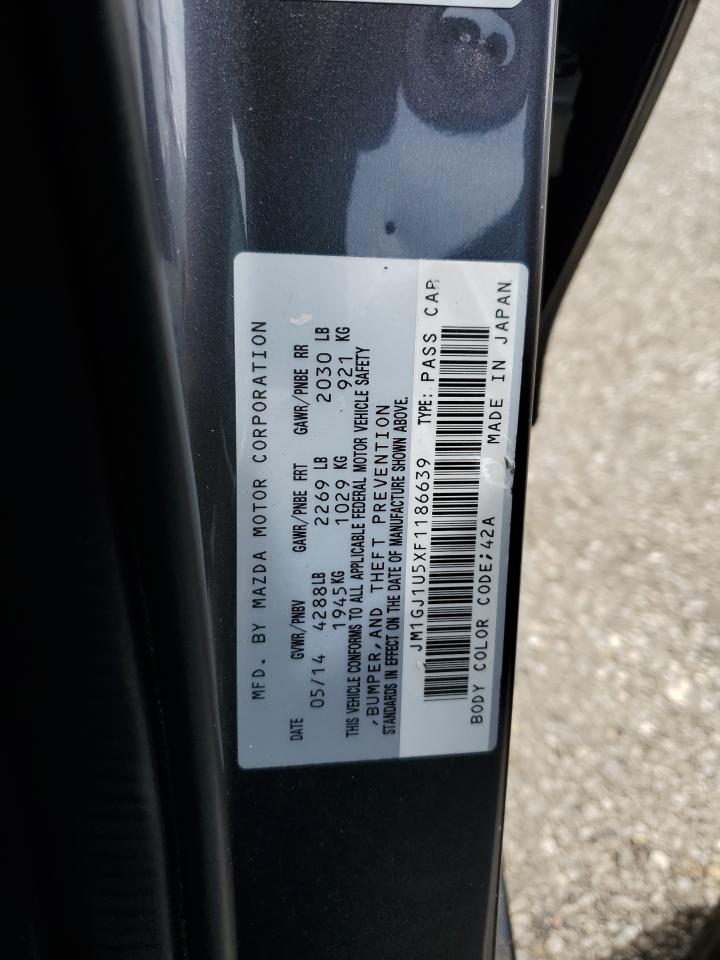 MFD. BY MAZDA MOTOR CORPORATION
DATE GVWR/PNBV GAWR/PNBE FRT GAWR/PNBE RR
05/14 4288LB 2269 LB 2030 LB
1945KG 1029 KG 921 KG
THIS VEHICLE CONFORMS TO ALL APPLICABLE FEDERAL MOTOR VEHICLE SAFETY
,BUMPER,AND THEFT PREVENTION
STANDARDS IN EFFECT ON THE DATE OF MANUFACTURE SHOWN ABOVE.
JM1GJ1U5XF1186639 TYPE: PASS CAR
BODY COLOR CODE;42A MADE IN JAPAN